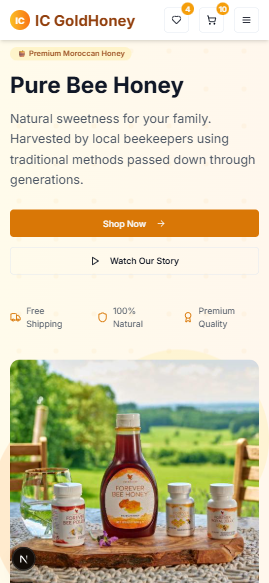 IC
IC GoldHoney
4
10
Premium Moroccan Honey
Pure Bee Honey
Natural sweetness for your family.
Harvested by local beekeepers using
traditional methods passed down through
generations.
Shop Now
Watch Our Story
Free
Shipping
100%
Natural
Premium
Quality
FOREVER
BEE HONEY
N